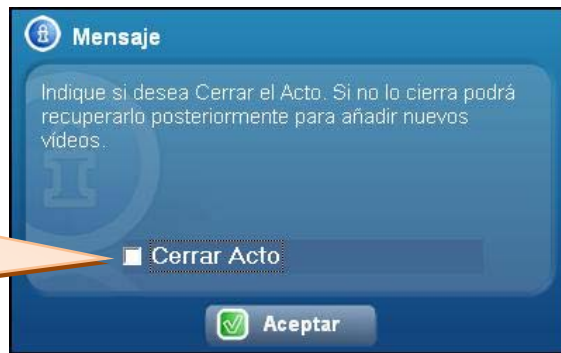 Mensaje
Indique si desea Cerrar el Acto. Si no lo cierra podrá
recuperarlo posteriormente para añadir nuevos
vídeos.
Cerrar Acto
Aceptar